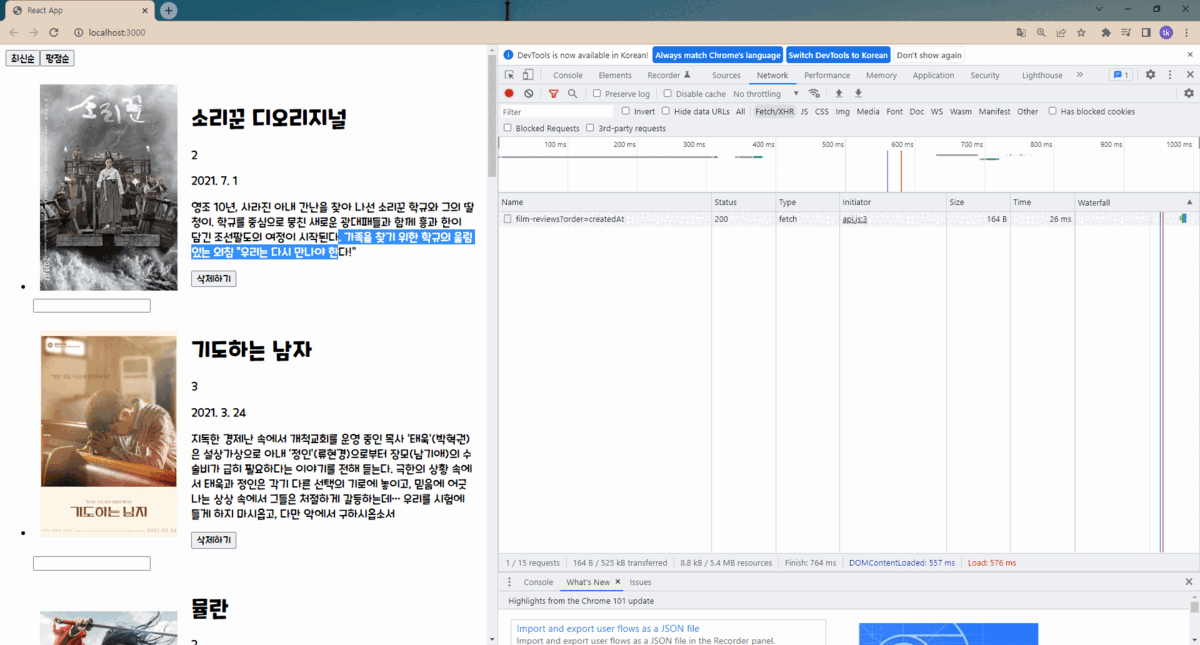 React App
localhost:3000
tk
최신순 평점순
소리꾼
소리꾼 디오리지널
2
2021. 7. 1
영조 10년, 사라진 아내 간난을 찾아 나선 소리꾼 학규와 그의 딸
청이. 학규를 중심으로 뭉친 새로운 광대패들과 함께 흥과 한이
담긴 조선팔도의 여정이 시작된다. 가족을 찾기 위한 학규의 울림
있는 외침 "우리는 다시 만나야 한다!"
삭제하기
기도하는 남자
3
2021. 3. 24
지독한 경제난 속에서 개척교회를 운영 중인 목사 '태욱'(박혁권)
은 설상가상으로 아내 '정인'(류현경)으로부터 장모(남기애)의 수
술비가 급히 필요하다는 이야기를 전해 듣는다. 극한의 상황 속에
서 태욱과 정인은 각기 다른 선택의 기로에 놓이고, 믿음에 어긋
나는 상상 속에서 그들은 처절하게 갈등하는데… 우리를 시험에
들게 하지 마시옵고, 다만 악에서 구하시옵소서
기도하는 남자
삭제하기
뮬란
2
DevTools is now available in Korean! Always match Chrome's language Switch DevTools to Korean Don't show again
Console Elements Recorder Sources Network Performance Memory Application Security Lighthouse 1
Preserve log Disable cache No throttling
Filter Invert Hide data URLs All Fetch/XHR JS CSS Img Media Font Doc WS Wasm Manifest Other Has blocked cookies
Blocked Requests 3rd-party requests
100 ms 200 ms 300 ms 400 ms 500 ms 600 ms 700 ms 800 ms 900 ms 1000 ms
Name Status Type Initiator Size Time Waterfall
film-reviews?order=createdAt 200 fetch api.js:3 164 B 26 ms
1 / 15 requests 164 B / 525 kB transferred 8.8 kB / 5.4 MB resources Finish: 764 ms DOMContentLoaded: 557 ms Load: 576 ms
Console What's New Issues
Highlights from the Chrome 101 update
Import and export user flows as a JSON file
Import and export user flows as a JSON file in the Recorder panel.